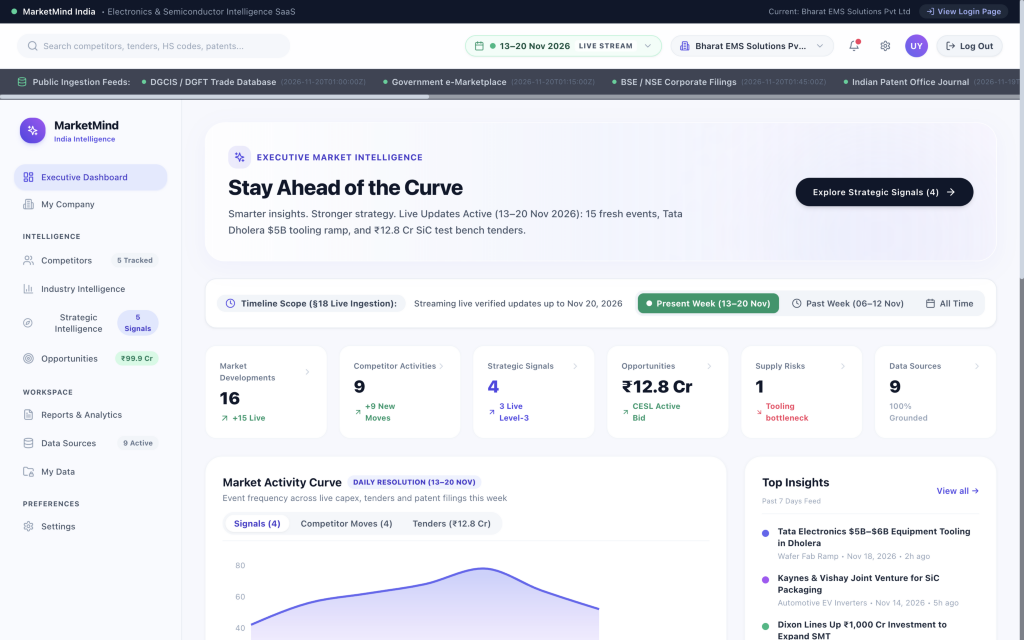 MarketMind India • Electronics & Semiconductor Intelligence SaaS
Current: Bharat EMS Solutions Pvt Ltd
View Login Page
Search competitors, tenders, HS codes, patents...
13–20 Nov 2026 LIVE STREAM
Bharat EMS Solutions Pv...
UY
Log Out
Public Ingestion Feeds:
DGCIS / DGFT Trade Database (2026-11-20T01:00:00Z)
Government e-Marketplace (2026-11-20T01:15:00Z)
BSE / NSE Corporate Filings (2026-11-20T01:45:00Z)
Indian Patent Office Journal (2026-11-19T
MarketMind
India Intelligence
Executive Dashboard
My Company
INTELLIGENCE
Competitors 5 Tracked
Industry Intelligence
Strategic
Intelligence
5
Signals
Opportunities ₹99.9 Cr
WORKSPACE
Reports & Analytics
Data Sources 9 Active
My Data
PREFERENCES
Settings
EXECUTIVE MARKET INTELLIGENCE
Stay Ahead of the Curve
Smarter insights. Stronger strategy. Live Updates Active (13–20 Nov 2026): 15 fresh events, Tata
Dholera $5B tooling ramp, and ₹12.8 Cr SiC test bench tenders.
Explore Strategic Signals (4)
Timeline Scope (§18 Live Ingestion):
Streaming live verified updates up to Nov 20, 2026
Present Week (13–20 Nov)
Past Week (06–12 Nov)
All Time
Market
Developments
16
+15 Live
Competitor Activities
9
+9 New
Moves
Strategic Signals
4
3 Live
Level-3
Opportunities
₹12.8 Cr
CESL Active
Bid
Supply Risks
1
Tooling
bottleneck
Data Sources
9
100%
Grounded
Market Activity Curve DAILY RESOLUTION (13–20 NOV)
Event frequency across live capex, tenders and patent filings this week
Signals (4)
Competitor Moves (4)
Tenders (₹12.8 Cr)
80
60
40
Top Insights
Past 7 Days Feed
View all →
Tata Electronics $5B–$6B Equipment Tooling
in Dholera
Wafer Fab Ramp • Nov 18, 2026 • 2h ago
Kaynes & Vishay Joint Venture for SiC
Packaging
Automotive EV Inverters • Nov 14, 2026 • 5h ago
Dixon Lines Up ₹1,000 Cr Investment to
Expand SMT